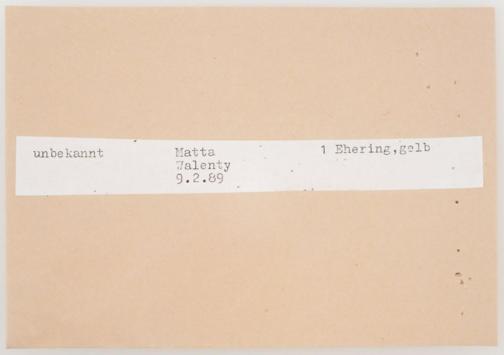 unbekannt Matta 1 Ehering,gelb
Walenty
9.2.89